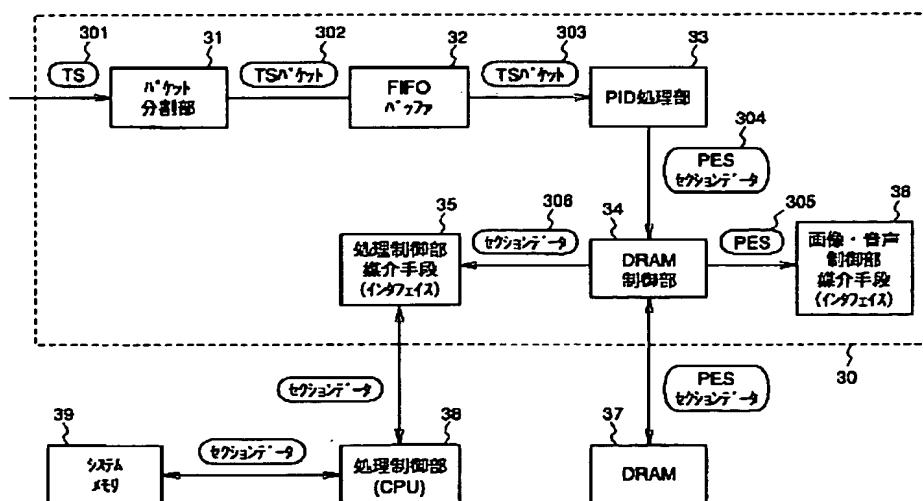 301
31
302
32
303
33
TS
パケット
分割部
TSパケット
FIFO
バッファ
TSパケット
PID処理部
304
PES
セクションデータ
35
306
34
305
36
処理制御部
媒介手段
(インタフェイス)
セクションデータ
DRAM
制御部
PES
画像・音声
制御部
媒介手段
(インタフェイス)
30
セクションデータ
PES
セクションデータ
39
38
37
システム
メモリ
セクションデータ
処理制御部
(CPU)
DRAM